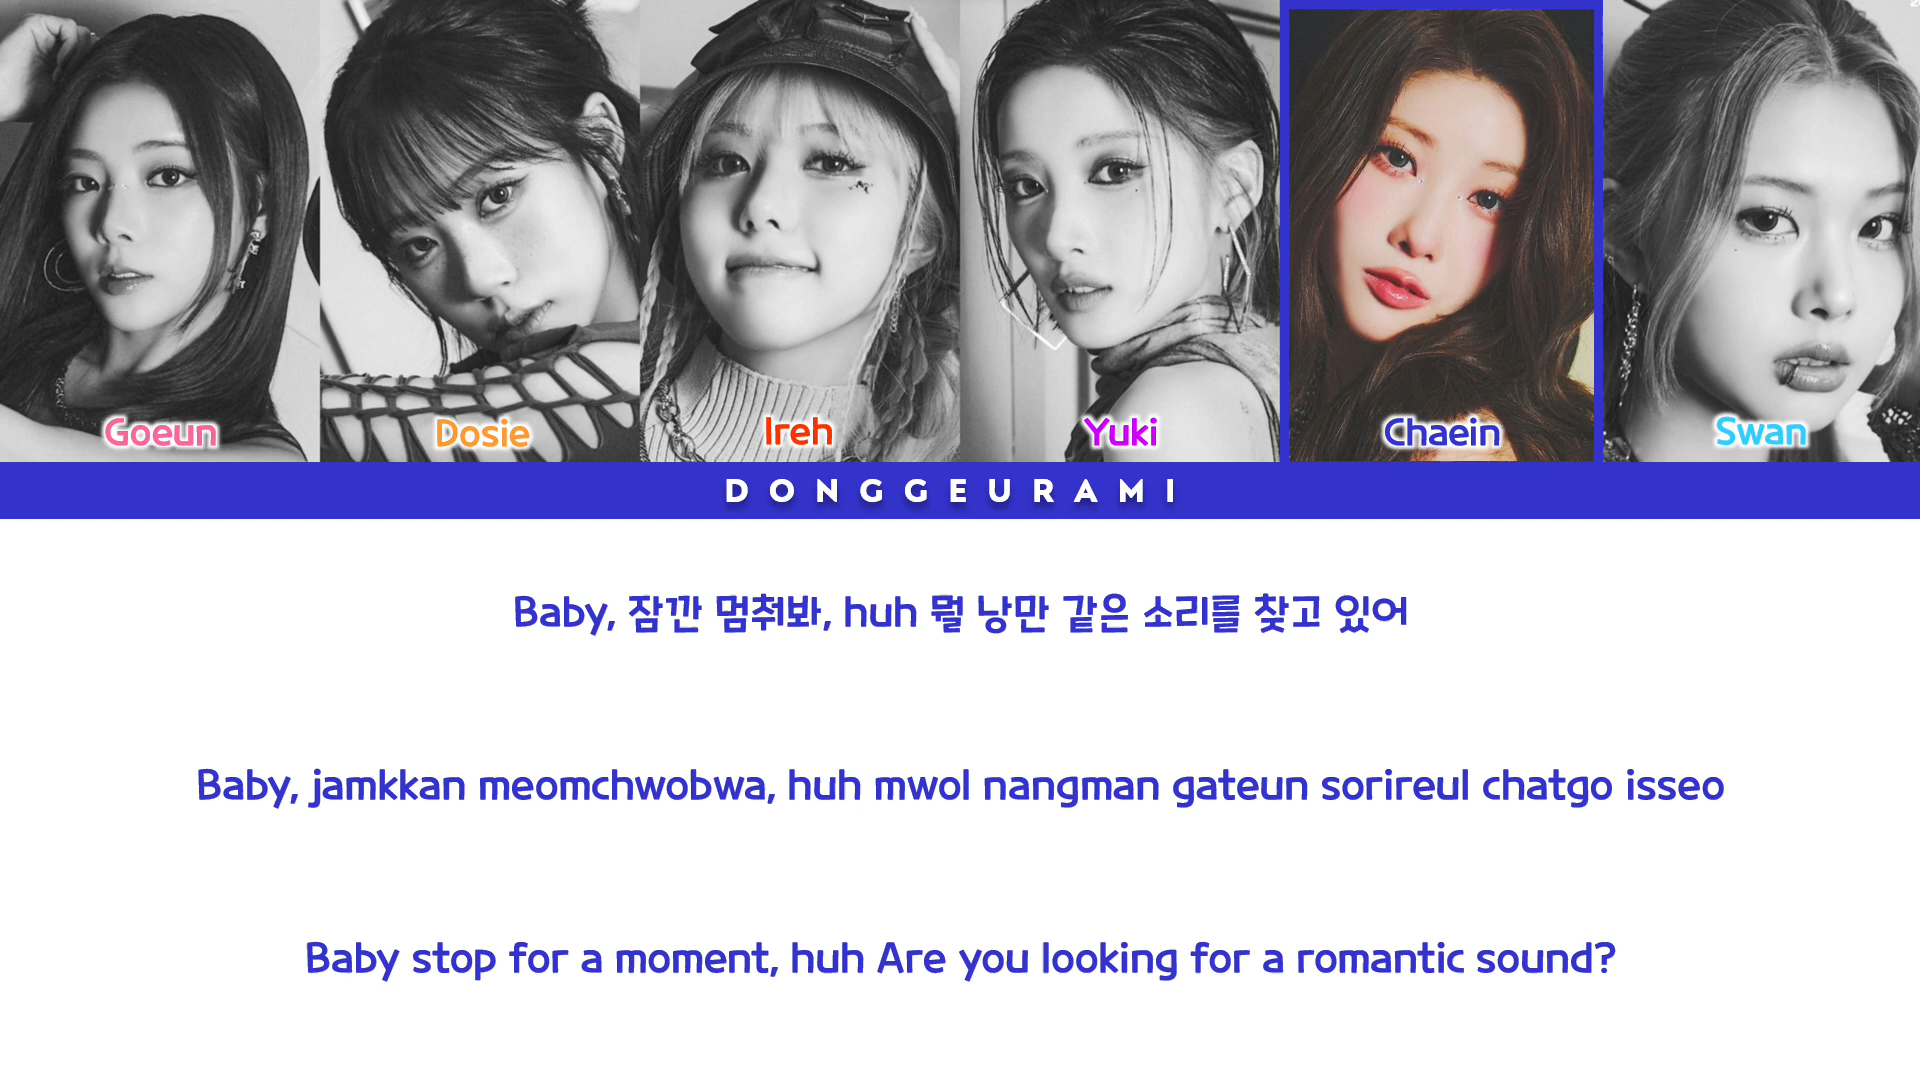 Goeun
Dosie
Ireh
Yuki
Chaein
Swan
DONGGEURAMI
Baby, 잠깐 멈춰봐, huh 뭘 낭만 같은 소리를 찾고 있어
Baby, jamkkan meomchwobwa, huh mwol nangman gateun sorireul chatgo isseo
Baby stop for a moment, huh Are you looking for a romantic sound?